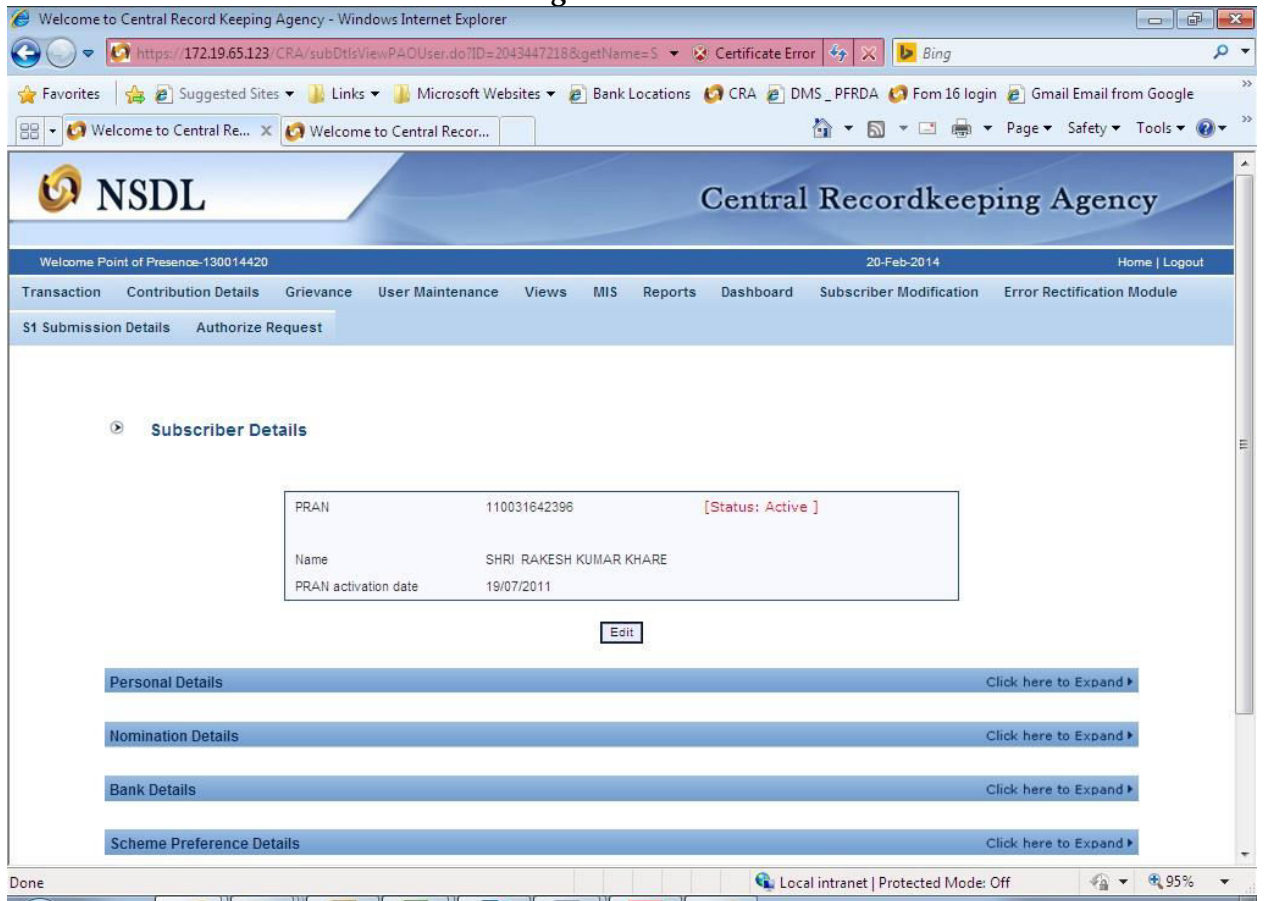 Welcome to Central Record Keeping Agency - Windows Internet Explorer
https://172.19.65.123/CRA/subDtlsViewPAOUser.do?ID=2043447218&getName=S Certificate Error Bing
Favorites Suggested Sites Links Microsoft Websites Bank Locations CRA DMS_PFRDA Fom 16 login Gmail Email from Google
Welcome to Central Re... Welcome to Central Recor... Page Safety Tools
NSDL Central Recordkeeping Agency
Welcome Point of Presence-130014420 20-Feb-2014 Home | Logout
Transaction Contribution Details Grievance User Maintenance Views MIS Reports Dashboard Subscriber Modification Error Rectification Module
S1 Submission Details Authorize Request
Subscriber Details
PRAN 110031642396 [Status: Active ]
Name SHRI RAKESH KUMAR KHARE
PRAN activation date 19/07/2011
Edit
Personal Details Click here to Expand
Nomination Details Click here to Expand
Bank Details Click here to Expand
Scheme Preference Details Click here to Expand
Done Local intranet | Protected Mode: Off 95%